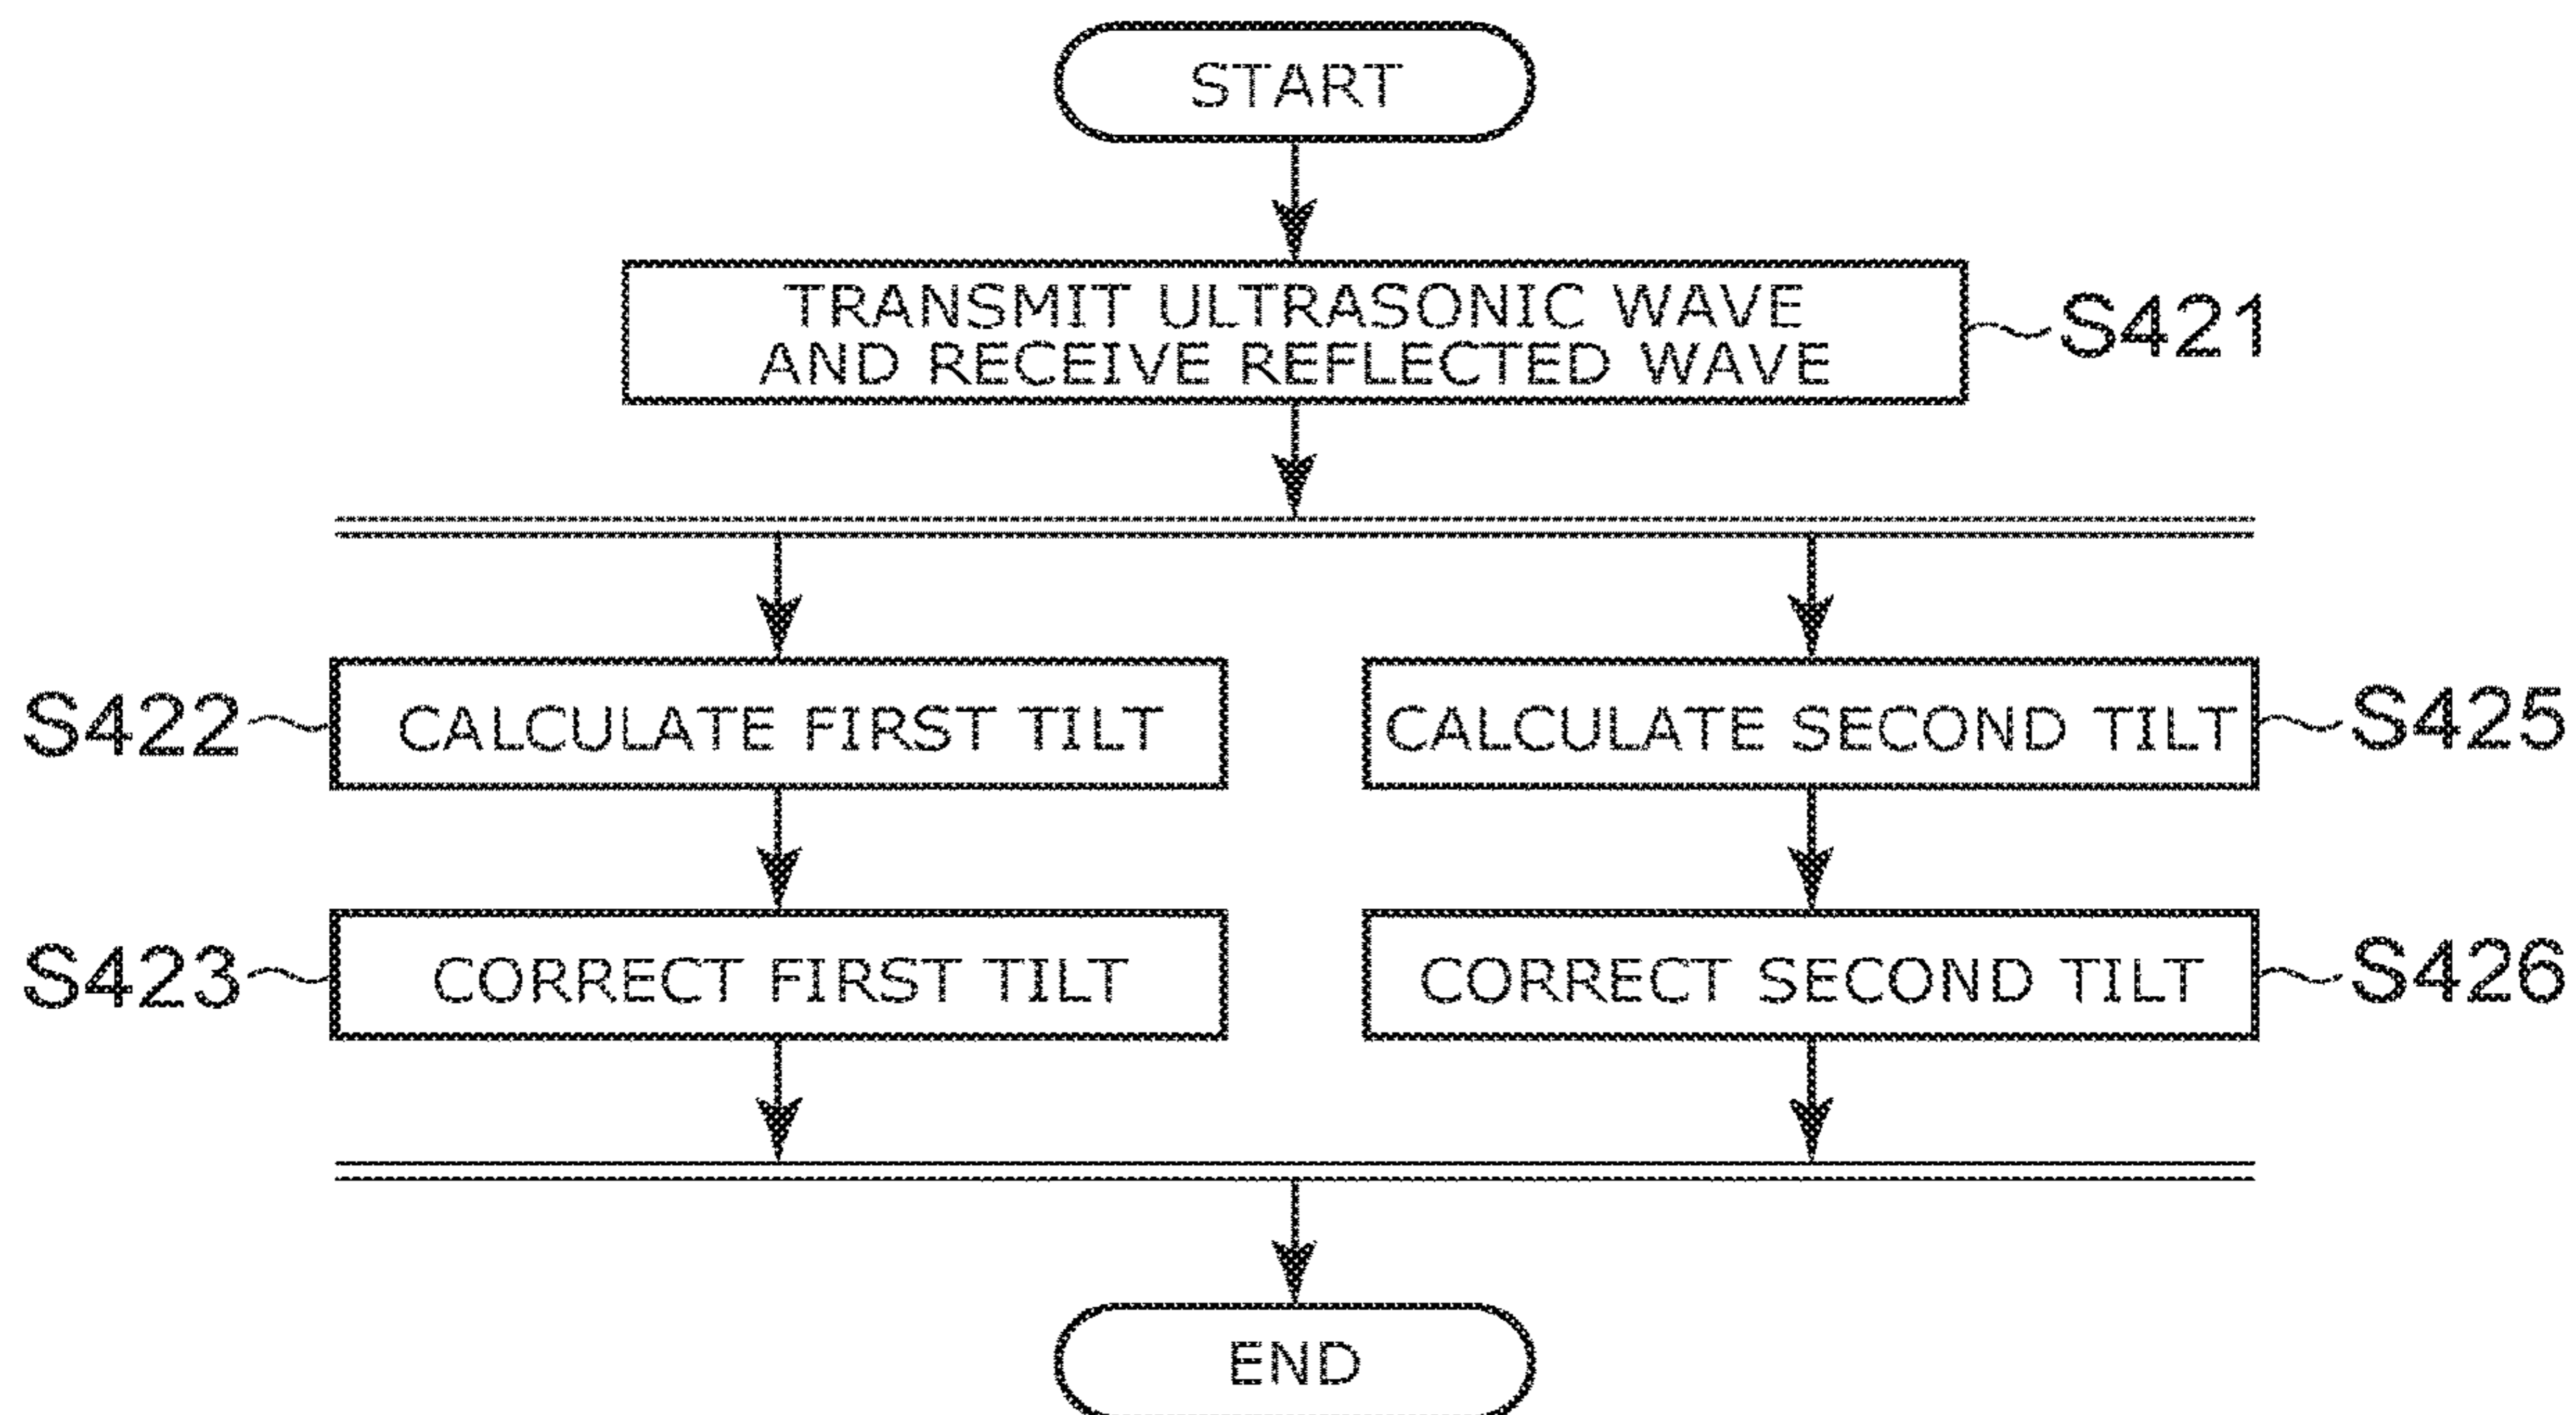 START
TRANSMIT ULTRASONIC WAVE
AND RECEIVE REFLECTED WAVE
S421
S422
CALCULATE FIRST TILT
CALCULATE SECOND TILT
S425
S423
CORRECT FIRST TILT
CORRECT SECOND TILT
S426
END